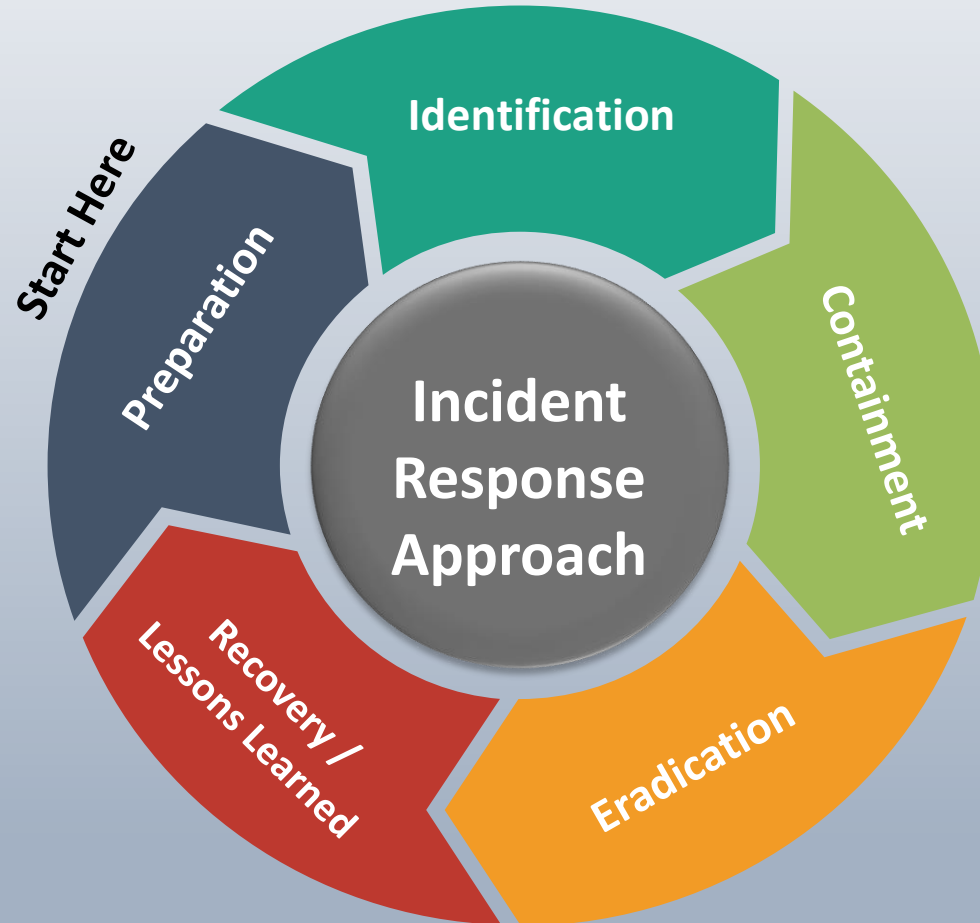 Start Here
Preparation
Identification
Containment
Eradication
Recovery /
Lessons Learned
Incident
Response
Approach